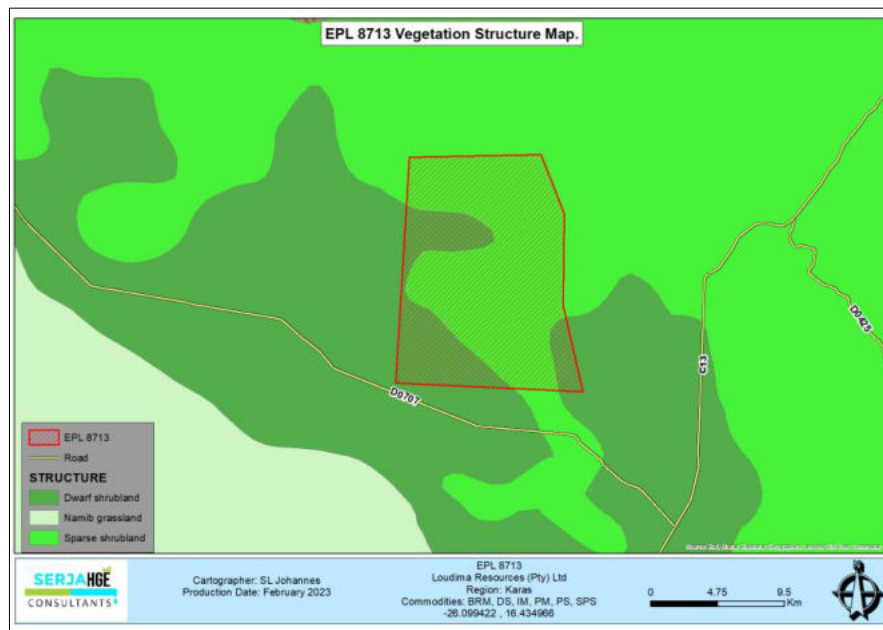 EPL 8713 Vegetation Structure Map.
D0425
C13
D0707
EPL 8713
Road
STRUCTURE
Dwarf shrubland
Namib grassland
Sparse shrubland
SERJA HGE
CONSULTANTS
Cartographer: SL Johannes
Production Date: February 2023
EPL 8713
Loudima Resources (Pty) Ltd
Region: Karas
Commodities: BRM, DS, IM, PM, PS, SPS
-26.099422 , 16.434966
0 4.75 9.5
Km